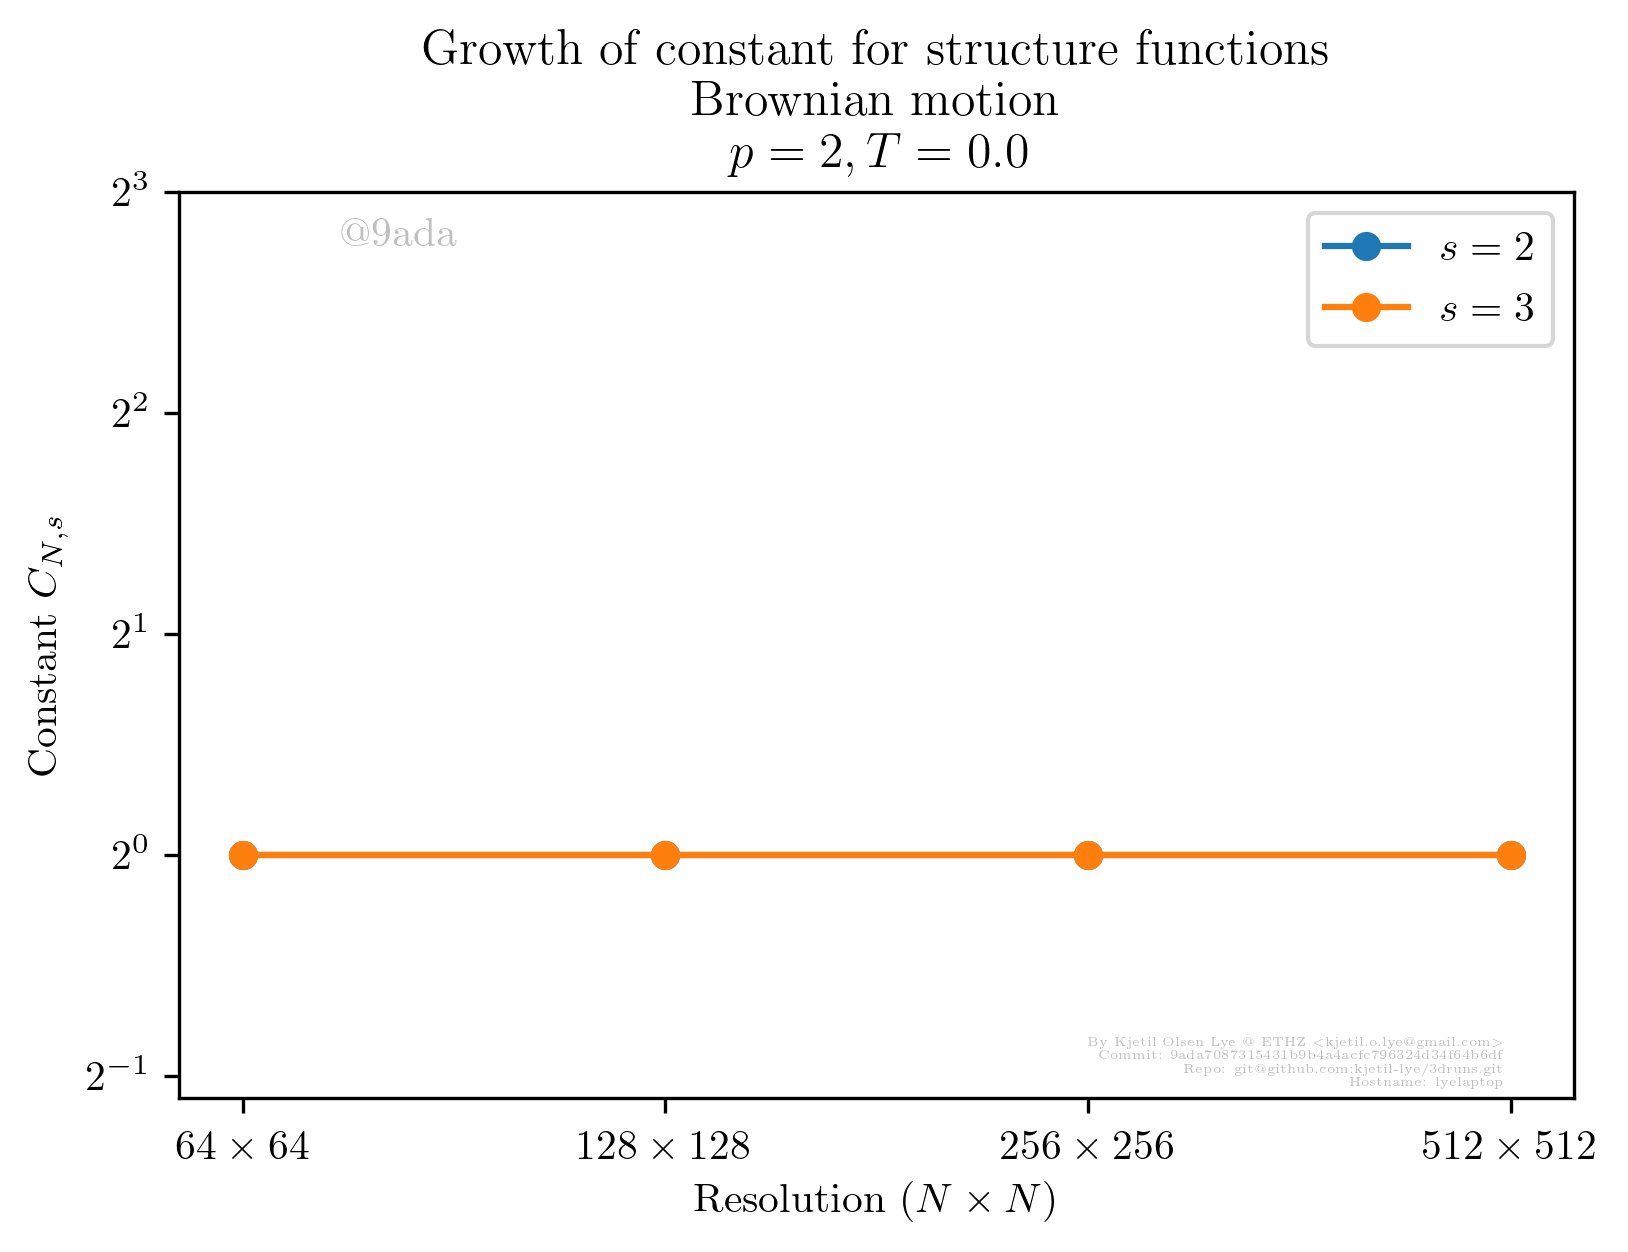 Growth of constant for structure functions
Brownian motion
p = 2, T = 0.0
2^3
2^2
2^1
2^0
2^{-1}
Constant C_{N,s}
@9ada
s = 2
s = 3
By Kjetil Olsen Lye @ ETHZ <kjetil.o.lye@gmail.com>
Commit: 9ada7087315431b9b4a4acfc796324d34f64b6df
Repo: git@github.com:kjetil-lye/3druns.git
Hostname: lyelaptop
64 × 64
128 × 128
256 × 256
512 × 512
Resolution (N × N)